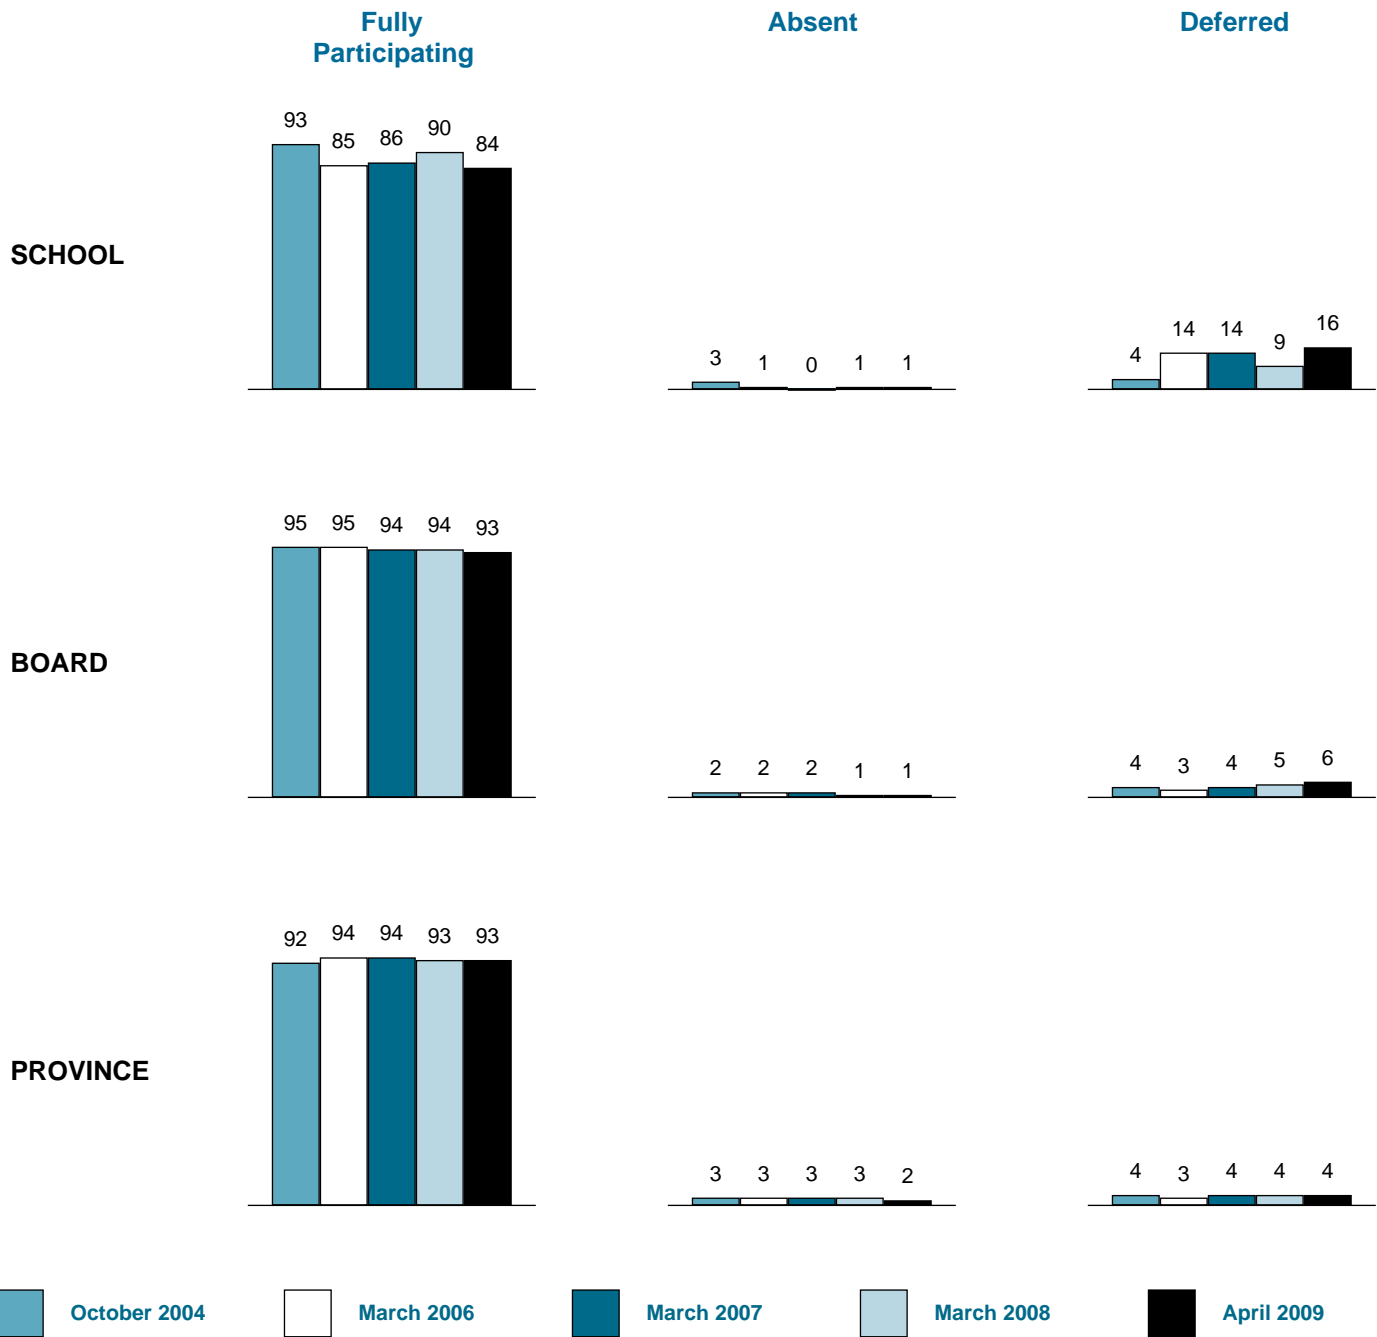 Fully
Participating
Absent
Deferred
SCHOOL
93 85 86 90 84
3 1 0 1 1
4 14 14 9 16
BOARD
95 95 94 94 93
2 2 2 1 1
4 3 4 5 6
PROVINCE
92 94 94 93 93
3 3 3 3 2
4 3 4 4 4
October 2004 March 2006 March 2007 March 2008 April 2009